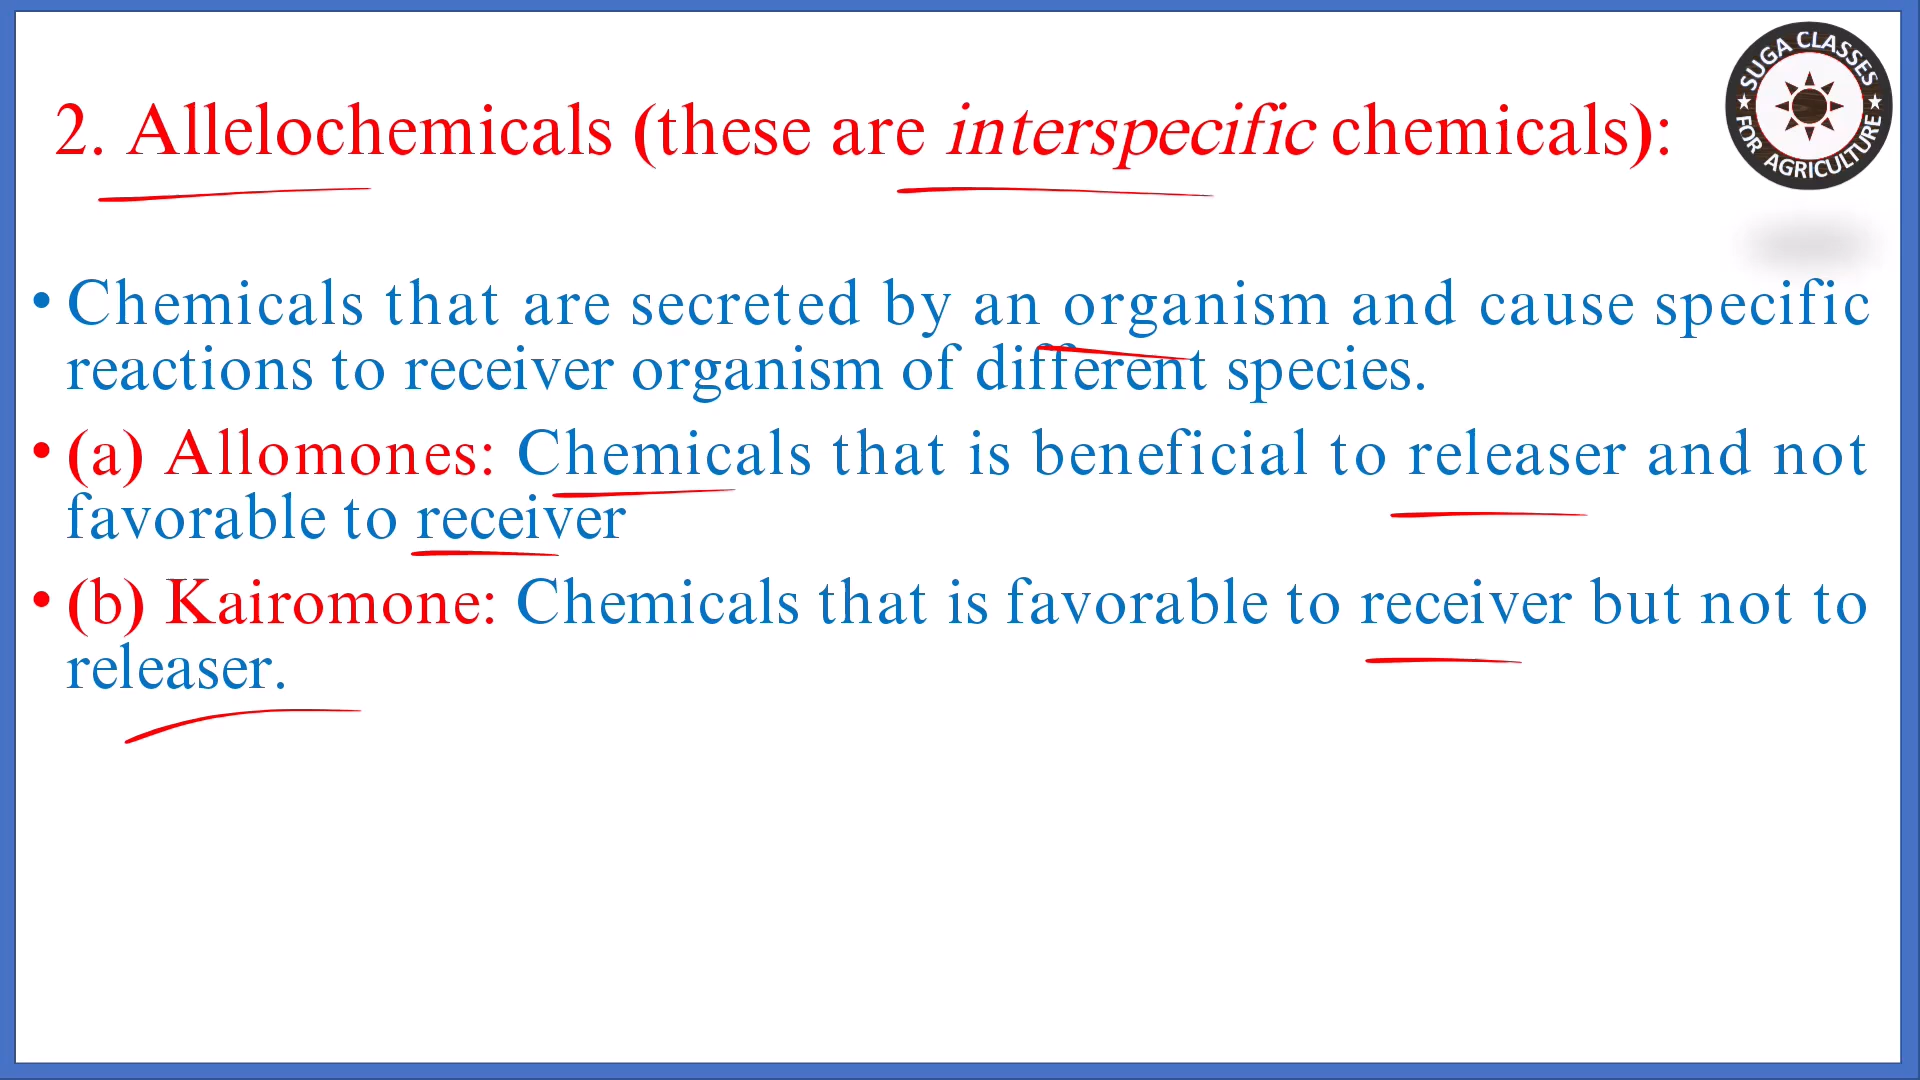 SUGA CLASSES
FOR AGRICULTURE
2. Allelochemicals (these are interspecific chemicals):
• Chemicals that are secreted by an organism and cause specific
reactions to receiver organism of different species.
• (a) Allomones: Chemicals that is beneficial to releaser and not
favorable to receiver
• (b) Kairomone: Chemicals that is favorable to receiver but not to
releaser.